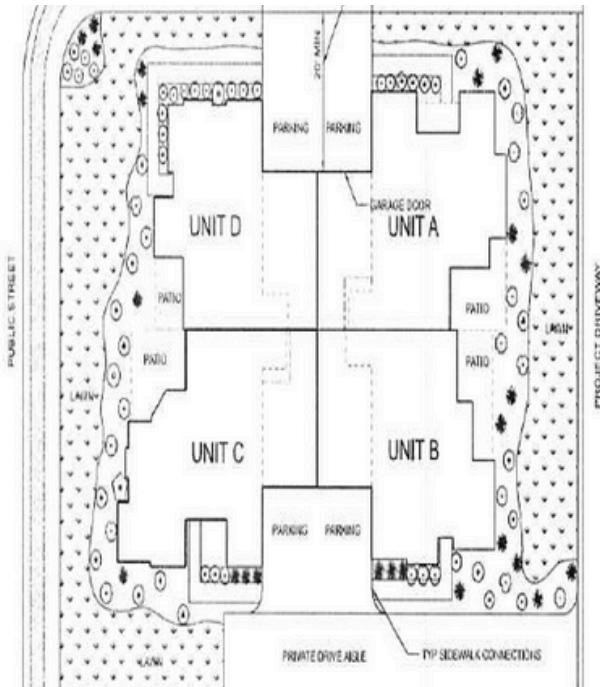 20' MIN
PARKING
PARKING
GARAGE DOOR
UNIT D
UNIT A
PUBLIC STREET
PATIO
PATIO
LAWN
PROJECT DRIVEWAY
PATIO
PATIO
LAWN
UNIT C
UNIT B
PARKING
PARKING
LAWN
PRIVATE DRIVE AISLE
TYP SIDEWALK CONNECTIONS